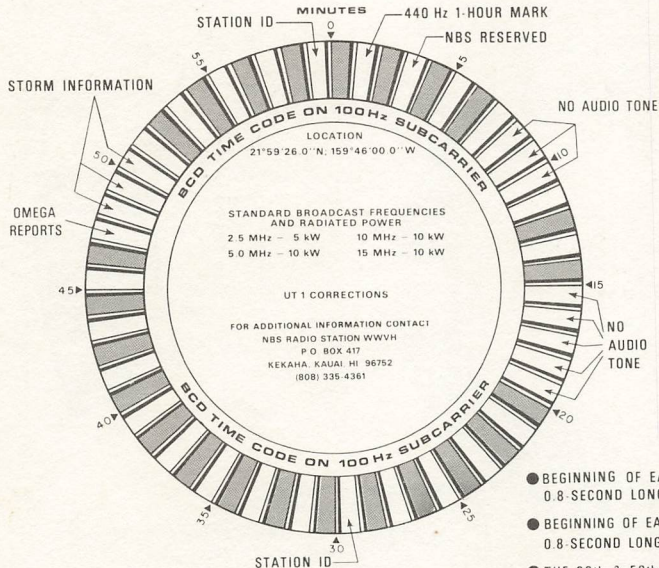 MINUTES
STATION ID
0
440 Hz 1-HOUR MARK
NBS RESERVED
55
5
STORM INFORMATION
NO AUDIO TONE
50
10
BCD TIME CODE ON 100 Hz SUBCARRIER
LOCATION
21°59'26.0''N; 159°46'00.0''W
OMEGA
REPORTS
STANDARD BROADCAST FREQUENCIES
AND RADIATED POWER
2.5 MHz – 5 kW 10 MHz – 10 kW
5.0 MHz – 10 kW 15 MHz – 10 kW
45
15
UT 1 CORRECTIONS
NO
AUDIO
TONE
FOR ADDITIONAL INFORMATION CONTACT
NBS RADIO STATION WWVH
P O BOX 417
KEKAHA, KAUAI, HI 96752
(808) 335-4361
BCD TIME CODE ON 100 Hz SUBCARRIER
40
20
35
25
30
STATION ID
● BEGINNING OF
0.8-SECOND LONG
● BEGINNING OF
0.8-SECOND LONG